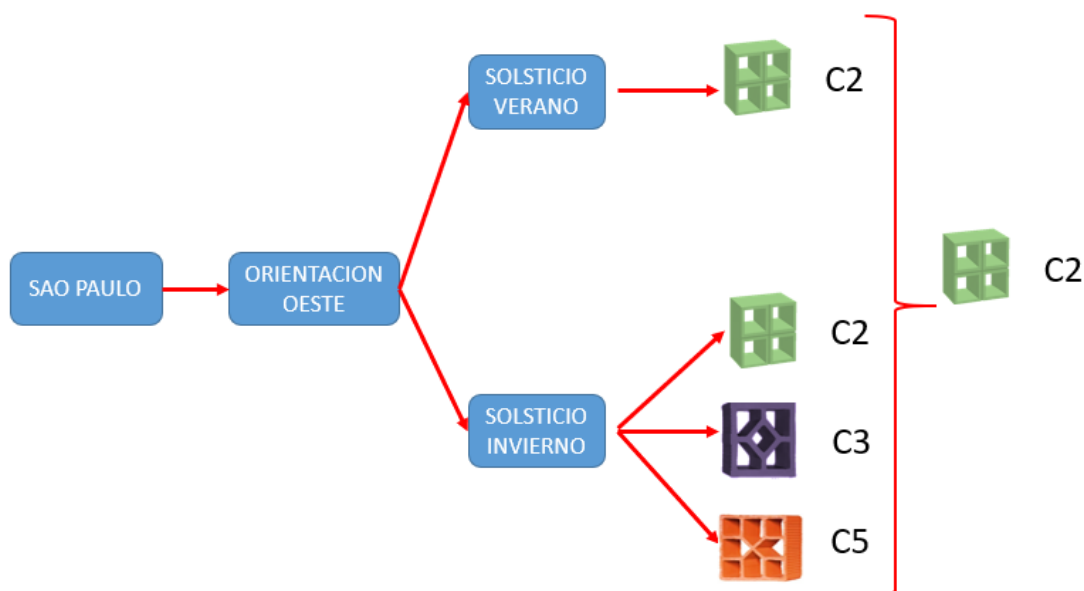 SAO PAULO
ORIENTACION
OESTE
SOLSTICIO
VERANO
C2
SOLSTICIO
INVIERNO
C2
C3
C5
C2